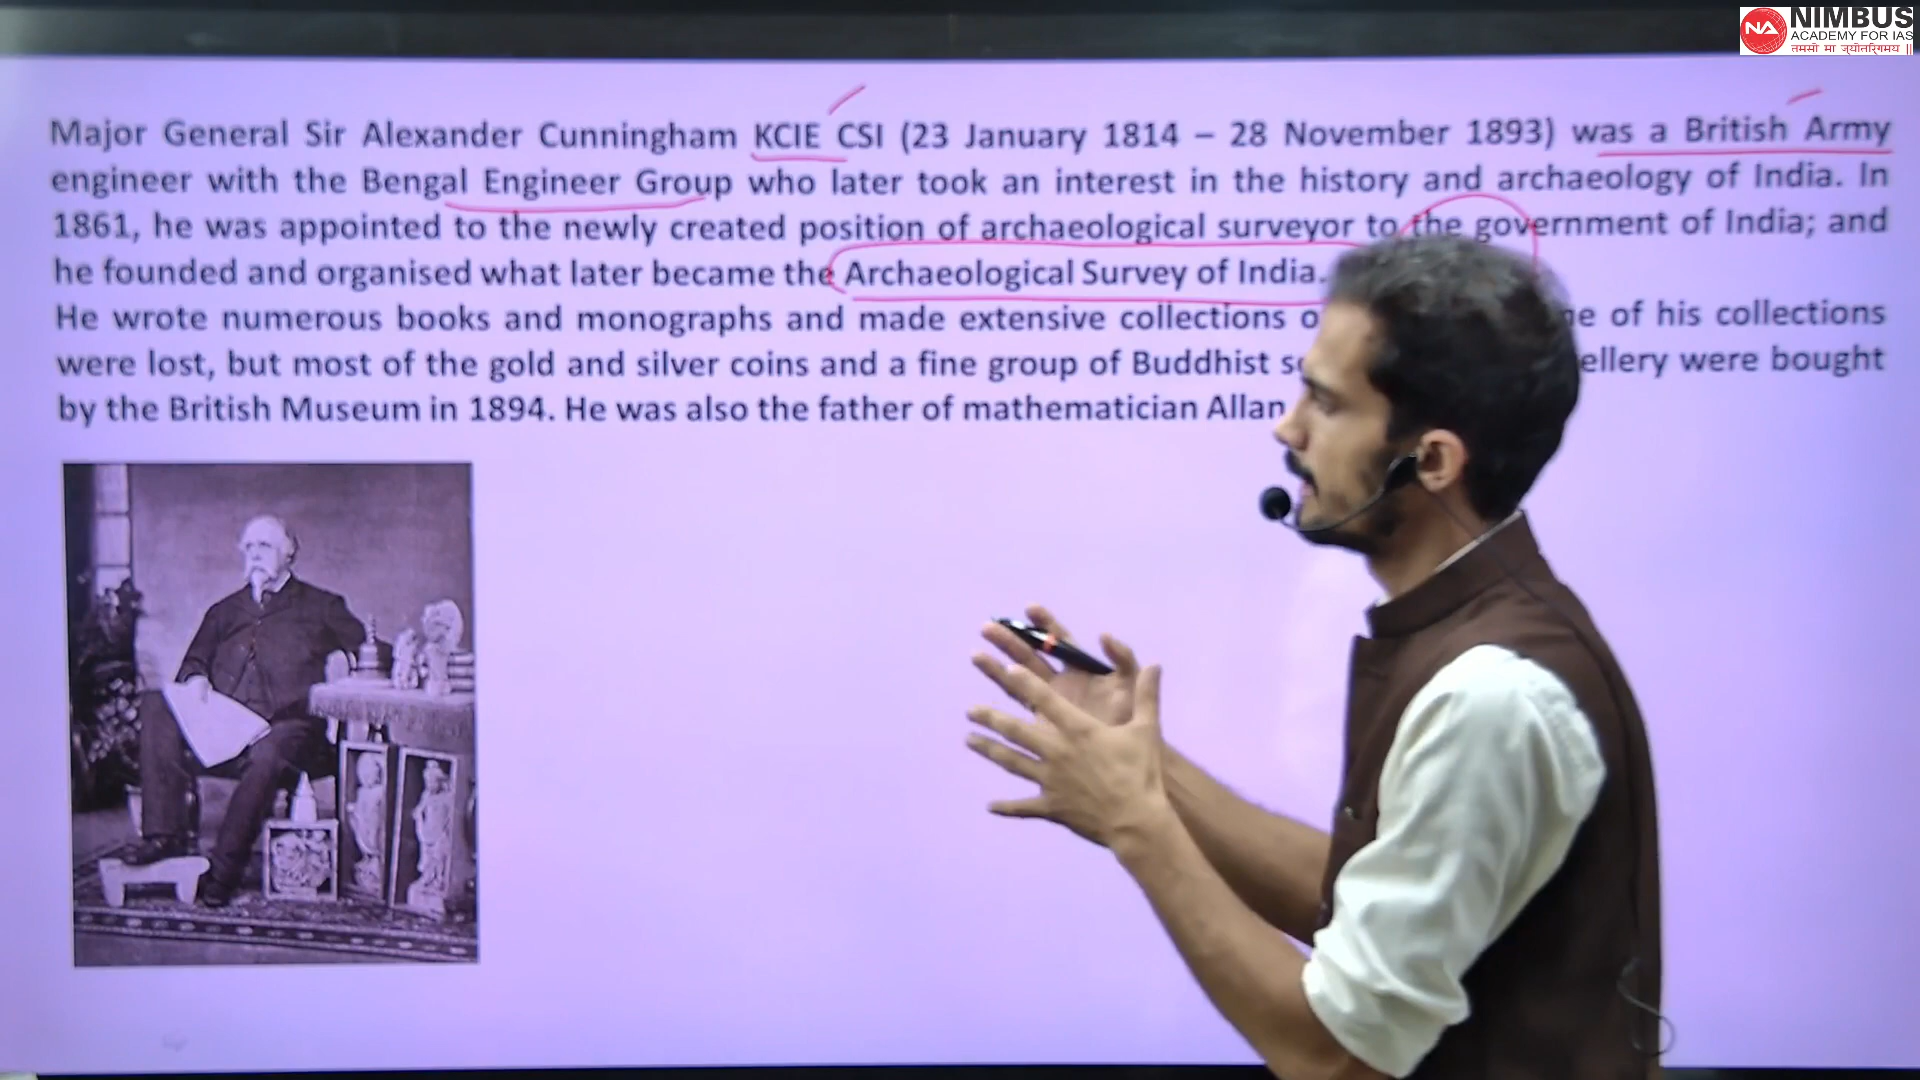 NIMBUS
ACADEMY FOR IAS
तमसो मा ज्योतिर्गमय ||
NA
Major General Sir Alexander Cunningham KCIE CSI (23 January 1814 – 28 November 1893) was a British Army
engineer with the Bengal Engineer Group who later took an interest in the history and archaeology of India. In
1861, he was appointed to the newly created position of archaeological surveyor to the government of India; and
he founded and organised what later became the Archaeological Survey of India.
He wrote numerous books and monographs and made extensive collections of his collections
were lost, but most of the gold and silver coins and a fine group of Buddhist were bought
by the British Museum in 1894. He was also the father of mathematician Allan